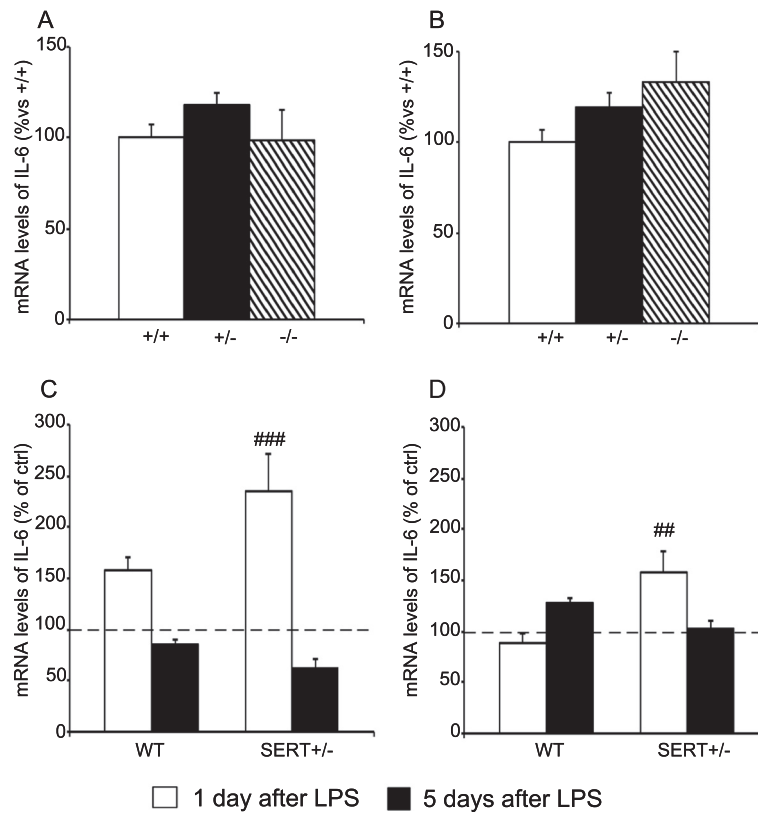 A
mRNA levels of IL-6 (%vs +/+)
150
100
50
0
+/+ +/- -/-
B
mRNA levels of IL-6 (%vs +/+)
150
100
50
0
+/+ +/- -/-
C
mRNA levels of IL-6 (% of ctrl)
300
250
200
150
100
50
0
###
WT SERT+/-
D
mRNA levels of IL-6 (% of ctrl)
300
250
200
150
100
50
0
##
WT SERT+/-
1 day after LPS 5 days after LPS